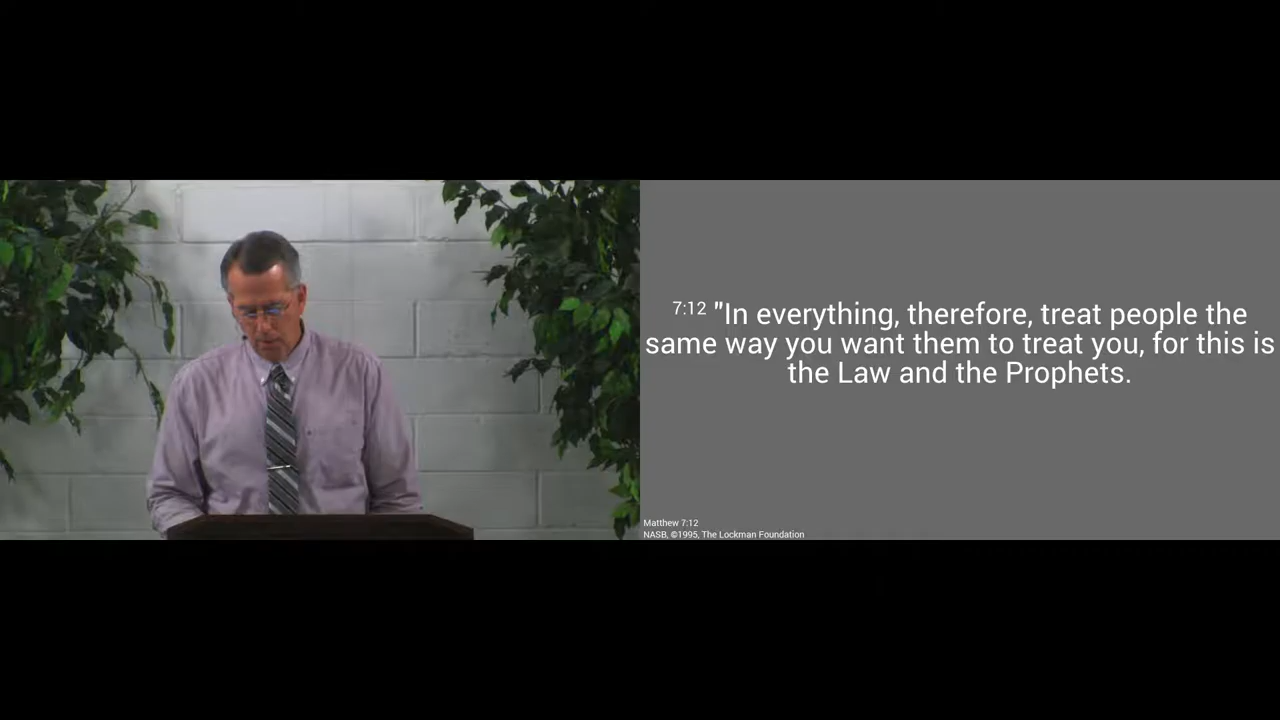 7:12 "In everything, therefore, treat people the
same way you want them to treat you, for this is
the Law and the Prophets.
Matthew 7:12
NASB, ©1995, The Lockman Foundation